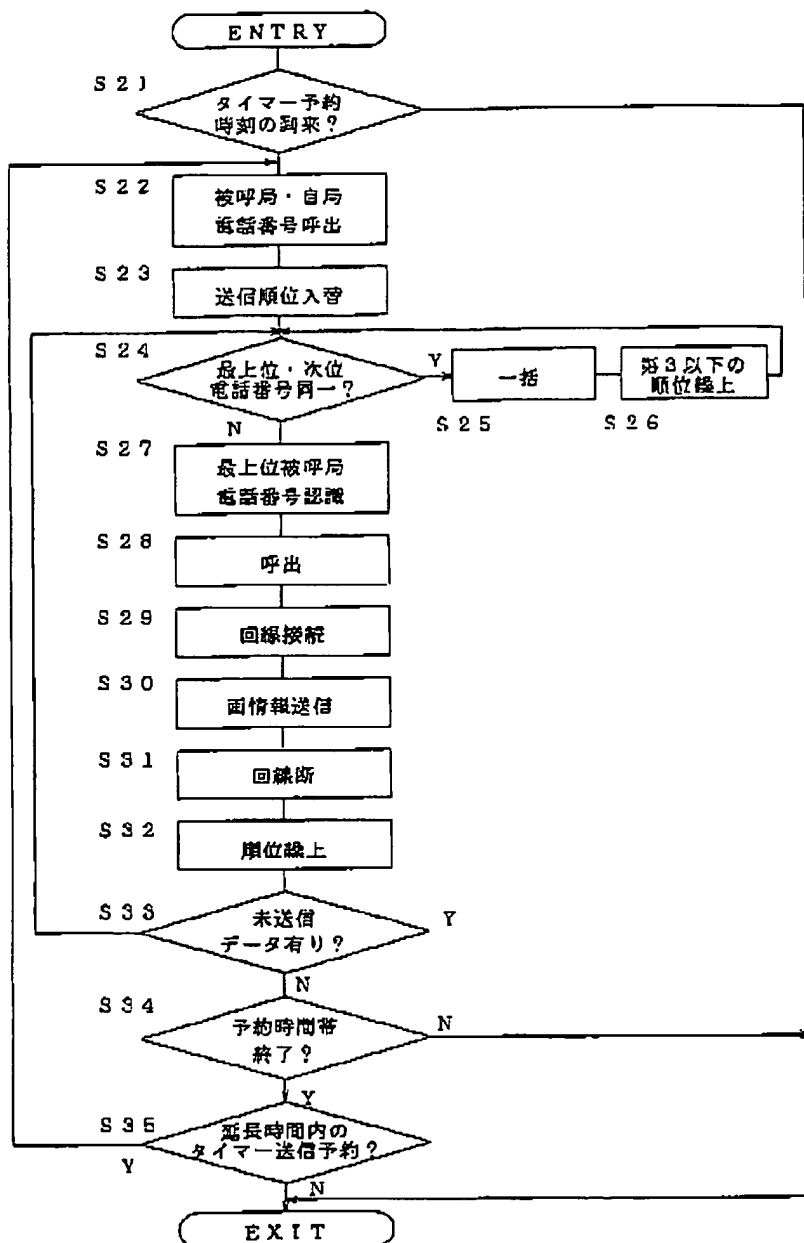 ENTRY
S21
タイマー予約
時刻の到来?
S22
被呼局・自局
電話番号呼出
S23
送信順位入替
S24
最上位・次位
電話番号同一?
Y
一括
第3以下の
順位繰上
S25
S26
N
S27
最上位被呼局
電話番号認識
S28
呼出
S29
回線接続
S30
画情報送信
S31
回線断
S32
順位繰上
S33
未送信
データ有り?
Y
N
S34
予約時間帯
終了?
N
Y
S35
延長時間内の
タイマー送信予約?
Y
N
EXIT